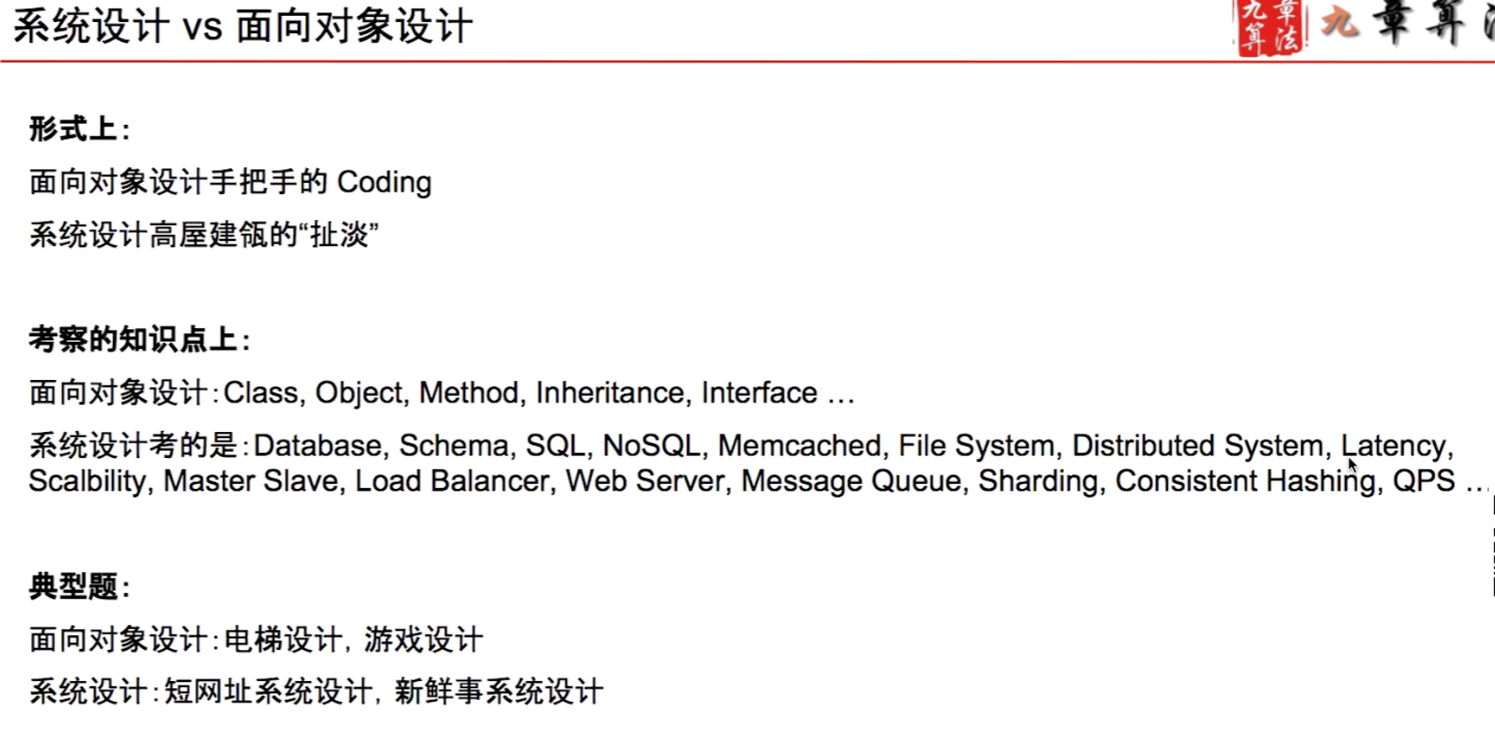 系统设计 vs 面向对象设计
九章算法
九章算
形式上：
面向对象设计手把手的 Coding
系统设计高屋建瓴的“扯淡”
考察的知识点上：
面向对象设计：Class, Object, Method, Inheritance, Interface …
系统设计考的是：Database, Schema, SQL, NoSQL, Memcached, File System, Distributed System, Latency,
Scalbility, Master Slave, Load Balancer, Web Server, Message Queue, Sharding, Consistent Hashing, QPS …
典型题：
面向对象设计：电梯设计，游戏设计
系统设计：短网址系统设计，新鲜事系统设计